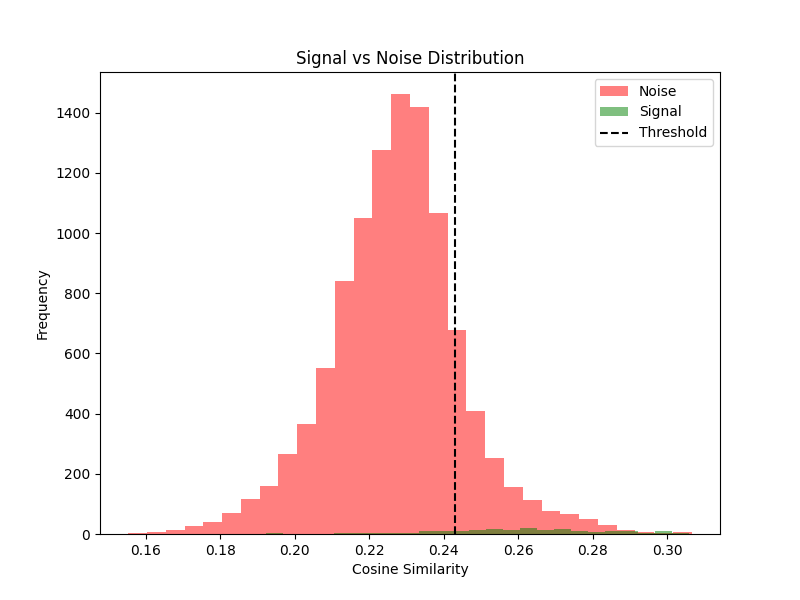 Signal vs Noise Distribution
Noise
Signal
Threshold
Frequency
1400
1200
1000
800
600
400
200
0
0.16 0.18 0.20 0.22 0.24 0.26 0.28 0.30
Cosine Similarity